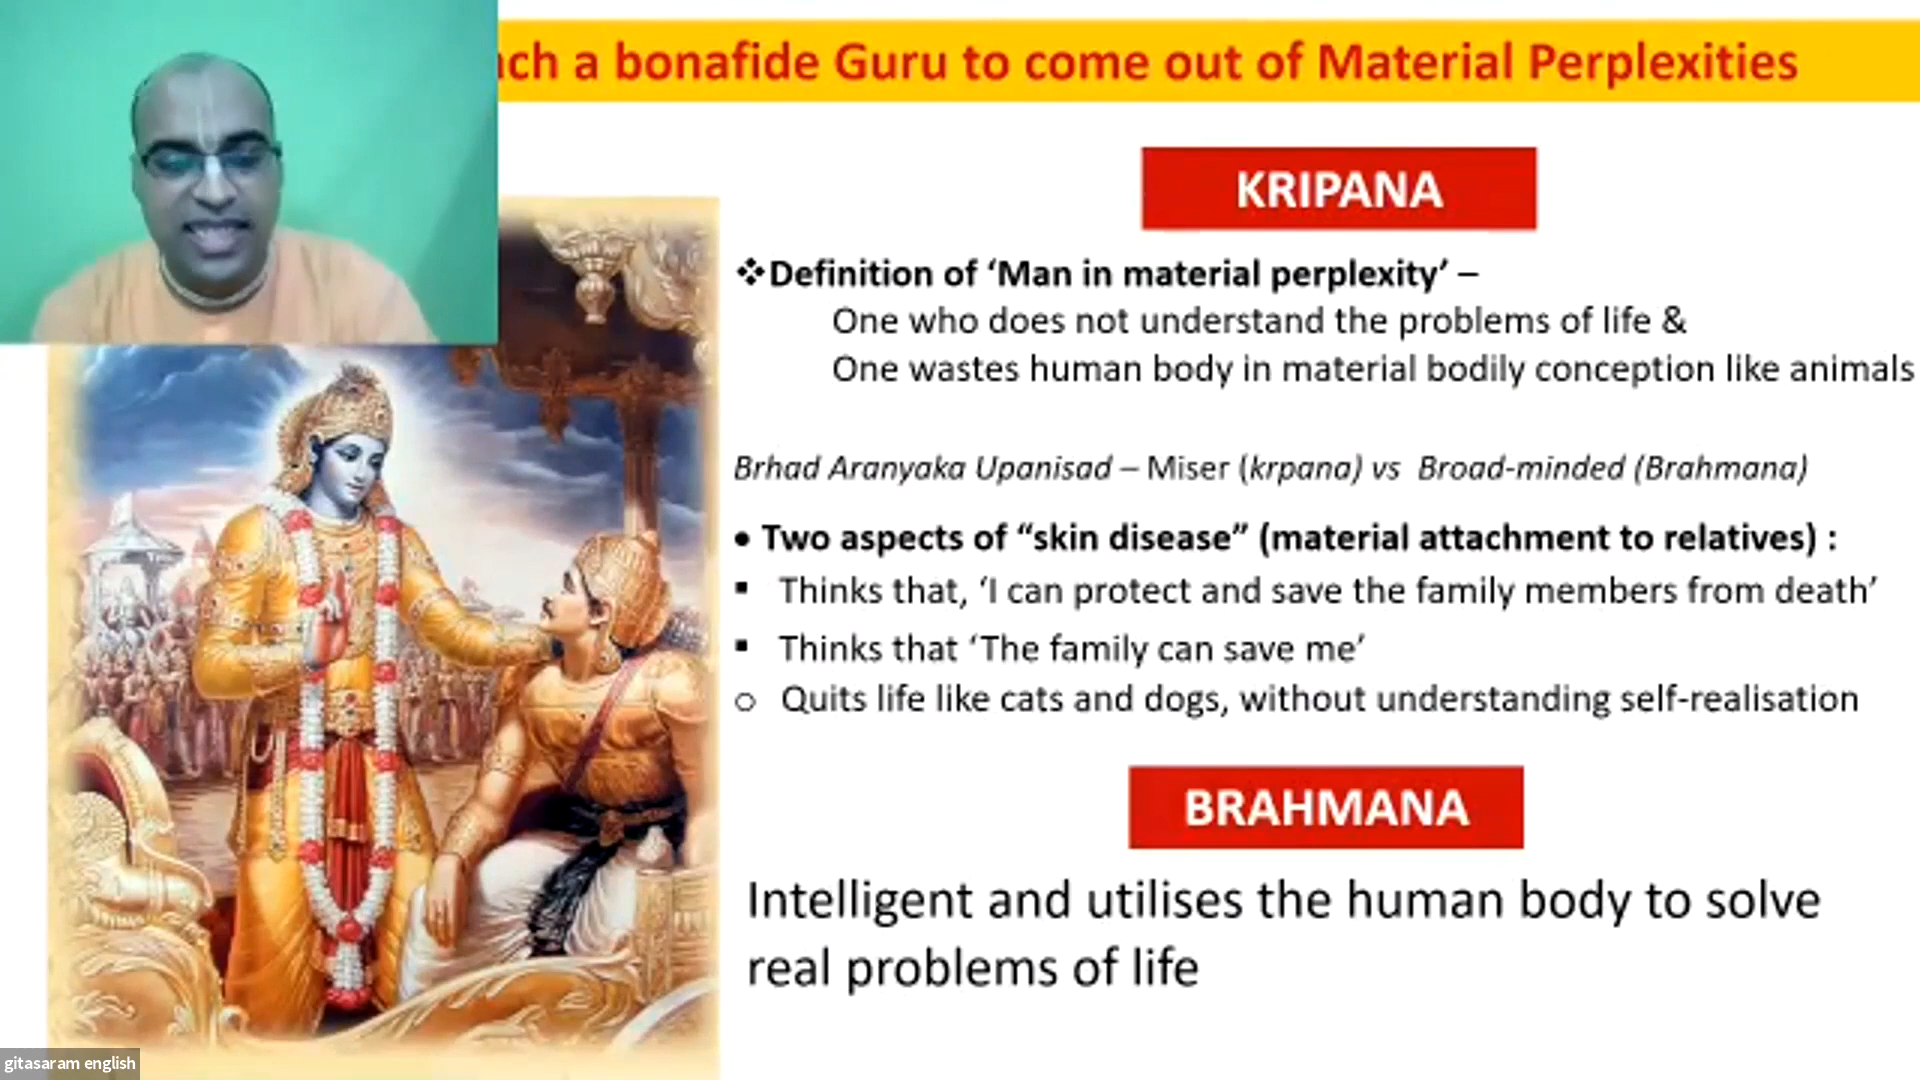 ach a bonafide Guru to come out of Material Perplexities
KRIPANA
❖Definition of ‘Man in material perplexity’ –
One who does not understand the problems of life &
One wastes human body in material bodily conception like animals
Brhad Aranyaka Upanisad – Miser (krpana) vs Broad-minded (Brahmana)
• Two aspects of “skin disease” (material attachment to relatives) :
▪ Thinks that, ‘I can protect and save the family members from death’
▪ Thinks that ‘The family can save me’
o Quits life like cats and dogs, without understanding self-realisation
BRAHMANA
Intelligent and utilises the human body to solve
real problems of life
gitasaram english